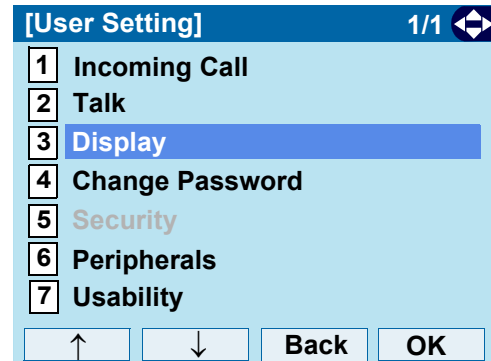 [User Setting] 1/1
1 Incoming Call
2 Talk
3 Display
4 Change Password
5 Security
6 Peripherals
7 Usability
↑ ↓ Back OK